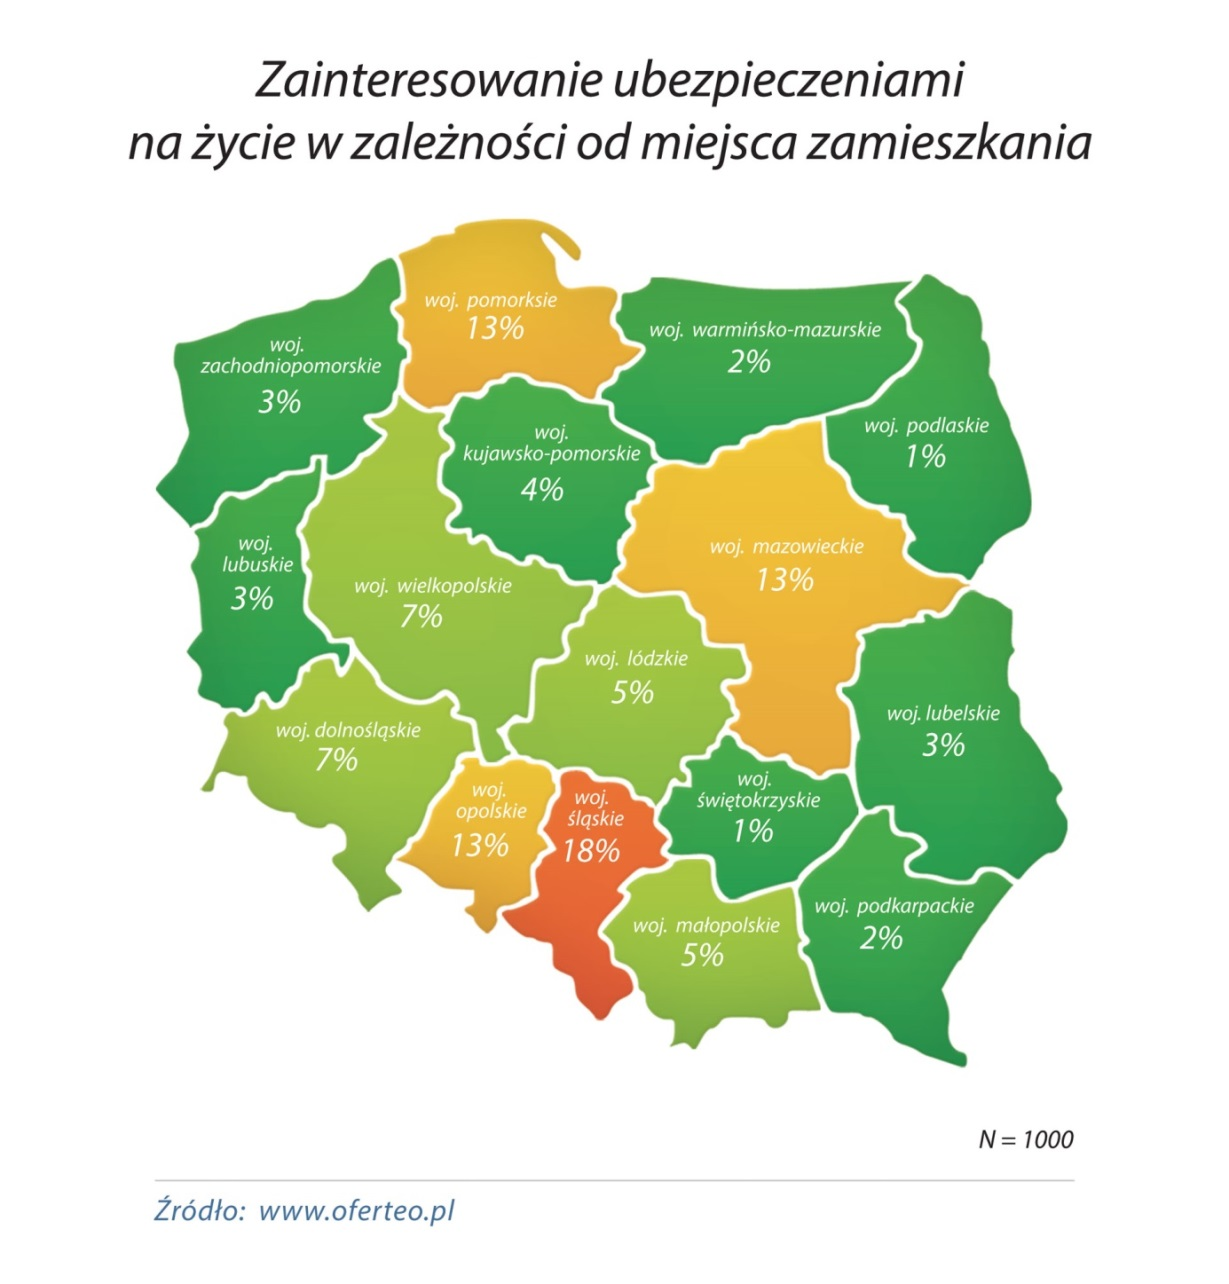 Zainteresowanie ubezpieczeniami
na życie w zależności od miejsca zamieszkania
woj. pomorksie
13%
woj. warmińsko-mazurskie
2%
woj.
zachodniopomorskie
3%
woj. podlaskie
1%
woj.
kujawsko-pomorskie
4%
woj. mazowieckie
13%
woj.
lubuskie
3%
woj. wielkopolskie
7%
woj. lódzkie
5%
woj. lubelskie
3%
woj. dolnośląskie
7%
woj.
opolskie
13%
woj.
śląskie
18%
woj.
świętokrzyskie
1%
woj. małopolskie
5%
woj. podkarpackie
2%
N = 1000
Źródło: www.oferteo.pl